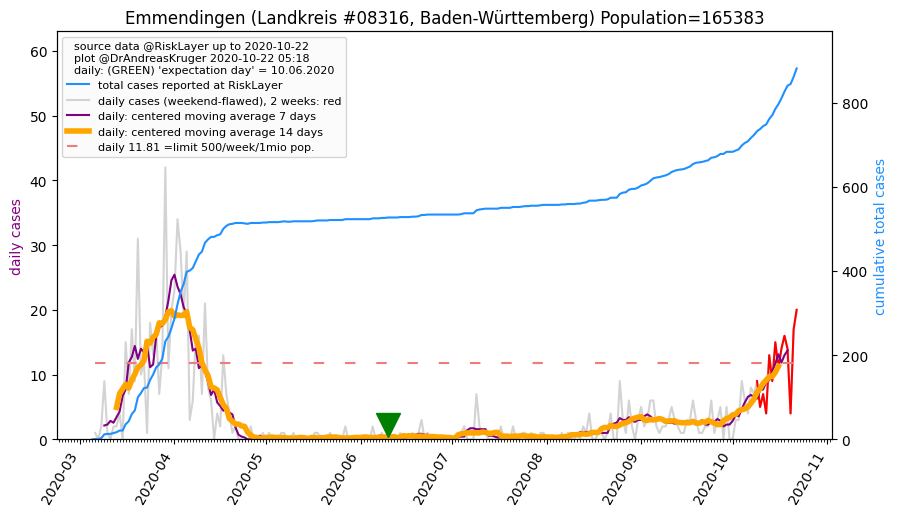 Emmendingen (Landkreis #08316, Baden-Württemberg) Population=165383
source data @RiskLayer up to 2020-10-22
plot @DrAndreasKruger 2020-10-22 05:18
daily: (GREEN) 'expectation day' = 10.06.2020
total cases reported at RiskLayer
daily cases (weekend-flawed), 2 weeks: red
daily: centered moving average 7 days
daily: centered moving average 14 days
daily 11.81 =limit 500/week/1mio pop.
daily cases
60
50
40
30
20
10
0
cumulative total cases
800
600
400
200
0
2020-03
2020-04
2020-05
2020-06
2020-07
2020-08
2020-09
2020-10
2020-11